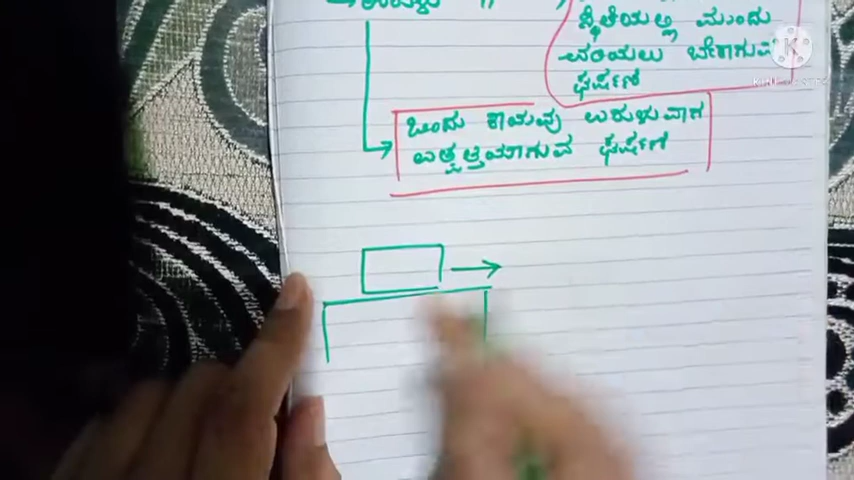 ಸ್ಥಿತೆಯಲ್ಲಿ ಮುಂದು
ವರಿಯಲು ಬೇಕಾಗುವ
ಘರ್ಷಣೆ
ಒಂದು ಕಾಯವು ಉರುಳುವಾಗ
ಉತ್ಪತ್ತಿಯಾಗುವ ಘರ್ಷಣೆ
K